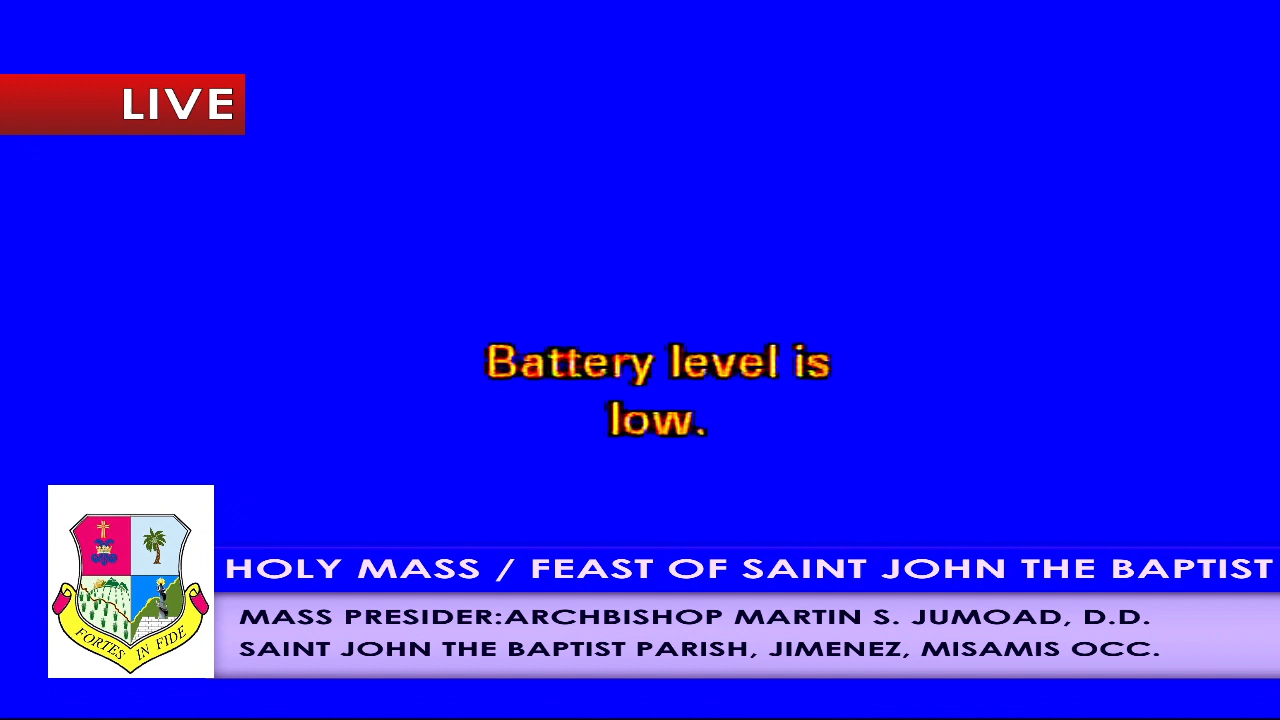 LIVE
Battery level is
low.
HOLY MASS / FEAST OF SAINT JOHN THE BAPTIST
MASS PRESIDER:ARCHBISHOP MARTIN S. JUMOAD, D.D.
SAINT JOHN THE BAPTIST PARISH, JIMENEZ, MISAMIS OCC.
FORTES IN FIDE